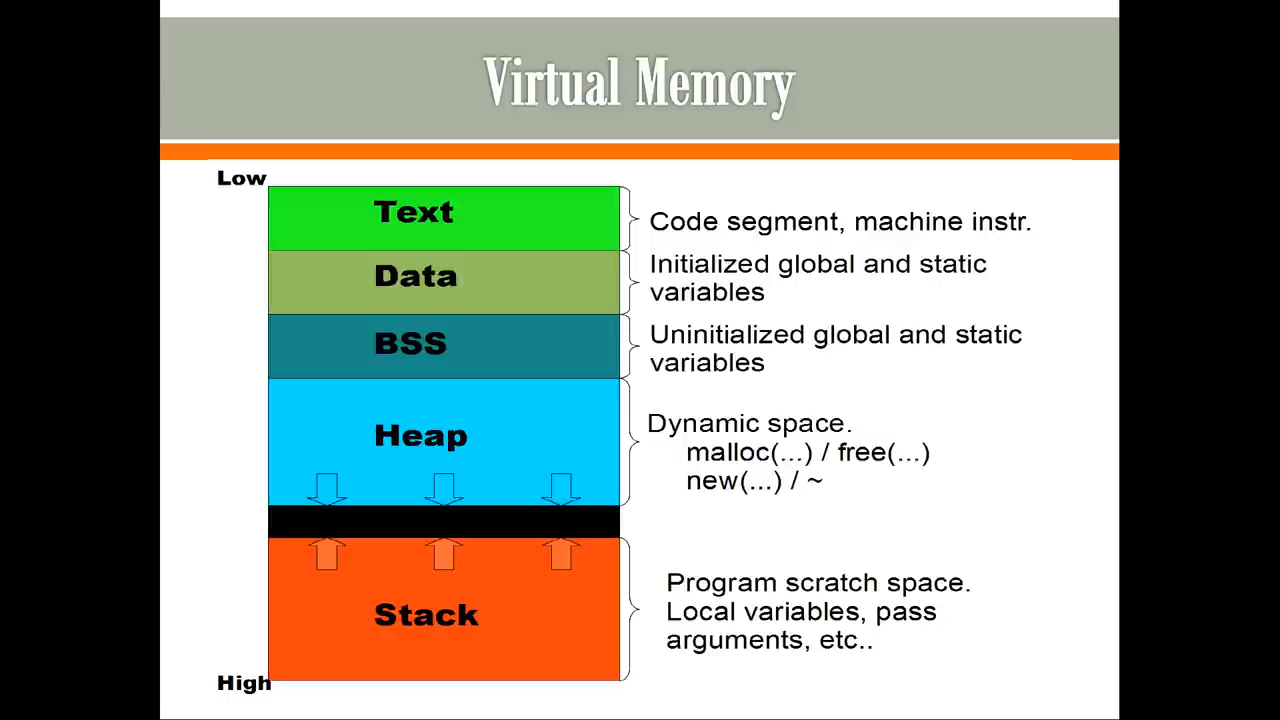 Virtual Memory
Low
Text
Code segment, machine instr.
Data
Initialized global and static
variables
BSS
Uninitialized global and static
variables
Heap
Dynamic space.
malloc(...) / free(...)
new(...) / ~
Stack
Program scratch space.
Local variables, pass
arguments, etc..
High